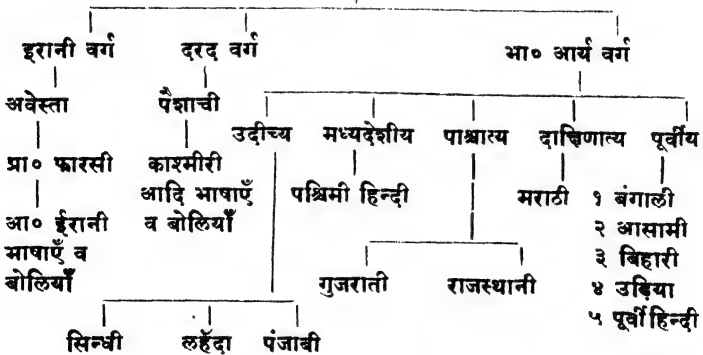 इरानी वर्ग दरद वर्ग भा० आर्य वर्ग
अवेस्ता पैशाची
उदीच्य मध्यदेशीय पाश्चात्य दाक्षिणात्य पूर्वीय
प्रा० फारसी काश्मीरी
आदि भाषाएँ पश्चिमी हिन्दी मराठी १ बंगाली
आ० ईरानी व बोलियाँ २ आसामी
भाषाएँ व ३ बिहारी
बोलियाँ गुजराती राजस्थानी ४ उड़िया
५ पूर्वी हिन्दी
सिन्धी लहँदा पंजाबी